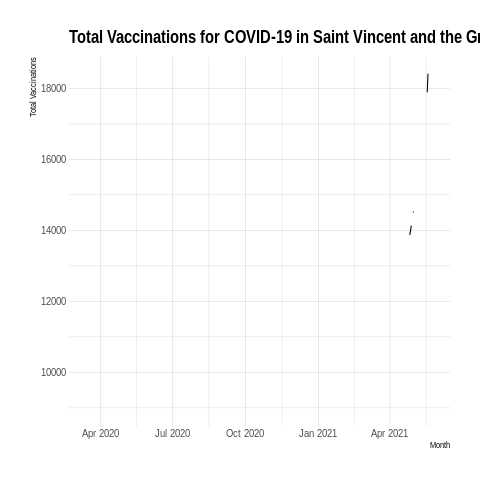 Total Vaccinations for COVID-19 in Saint Vincent and the Gr
Total Vaccinations
18000
16000
14000
12000
10000
Apr 2020
Jul 2020
Oct 2020
Jan 2021
Apr 2021
Month